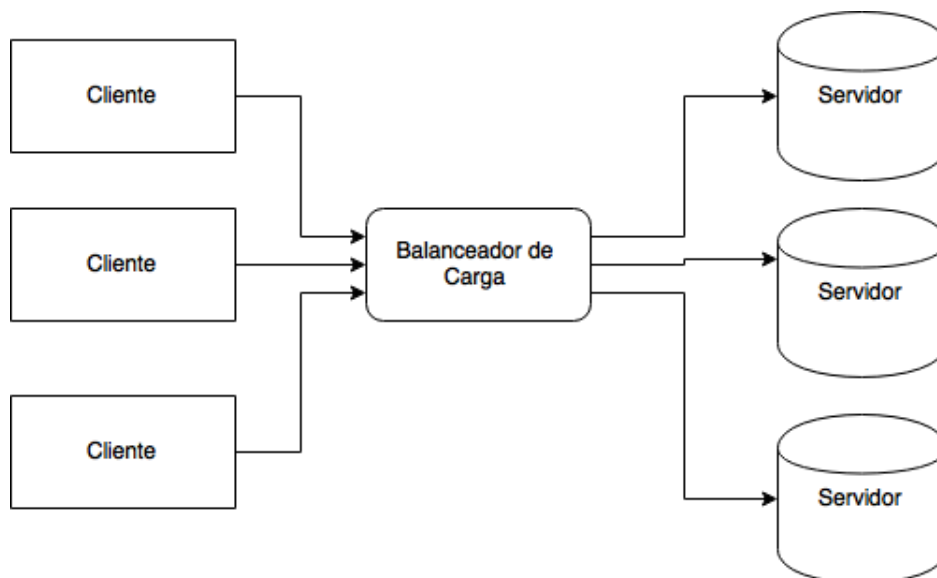 Cliente
Servidor
Cliente
Balanceador de
Carga
Servidor
Cliente
Servidor